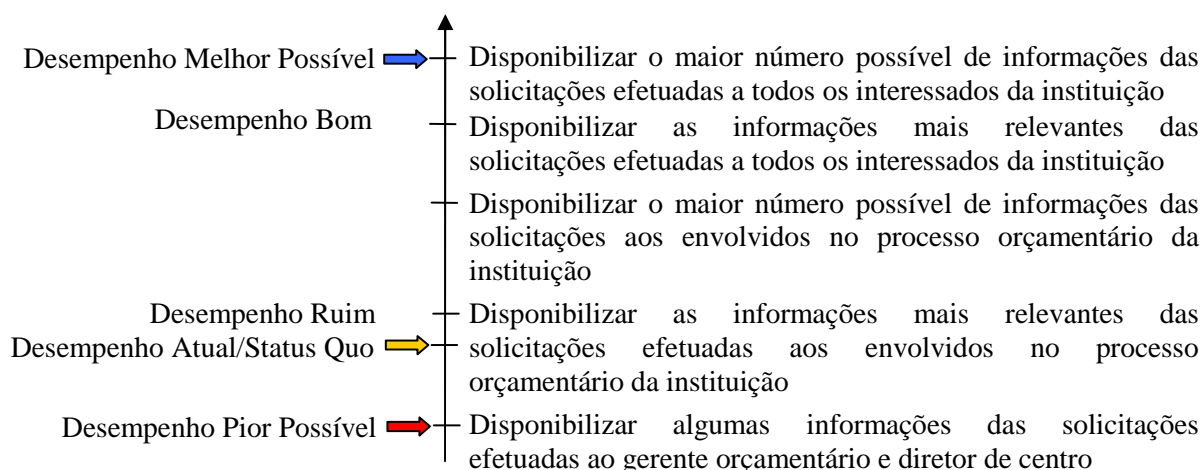 Desempenho Melhor Possível
Disponibilizar o maior número possível de informações das
solicitações efetuadas a todos os interessados da instituição
Desempenho Bom
Disponibilizar as informações mais relevantes das
solicitações efetuadas a todos os interessados da instituição
Disponibilizar o maior número possível de informações das
solicitações aos envolvidos no processo orçamentário da
instituição
Desempenho Ruim
Disponibilizar as informações mais relevantes das
Desempenho Atual/Status Quo
solicitações efetuadas aos envolvidos no processo
orçamentário da instituição
Desempenho Pior Possível
Disponibilizar algumas informações das solicitações
efetuadas ao gerente orçamentário e diretor de centro